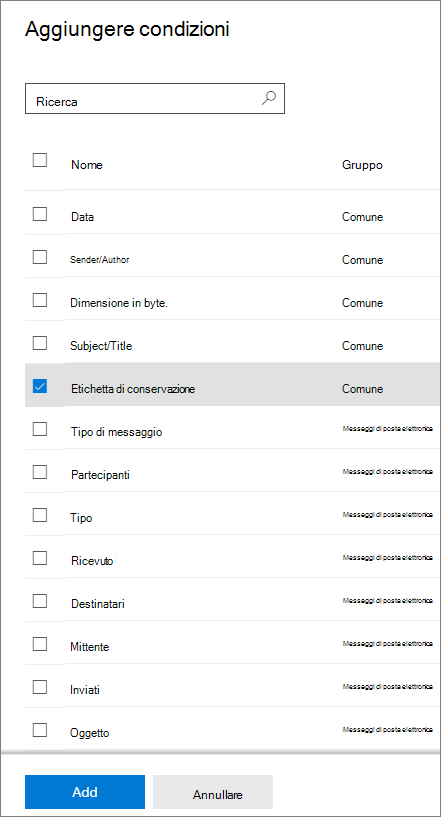 Aggiungere condizioni
Ricerca
Nome Gruppo
Data Comune
Sender/Author Comune
Dimensione in byte. Comune
Subject/Title Comune
Etichetta di conservazione Comune
Tipo di messaggio Messaggi di posta elettronica
Partecipanti Messaggi di posta elettronica
Tipo Messaggi di posta elettronica
Ricevuto Messaggi di posta elettronica
Destinatari Messaggi di posta elettronica
Mittente Messaggi di posta elettronica
Inviati Messaggi di posta elettronica
Oggetto Messaggi di posta elettronica
Add Annullare